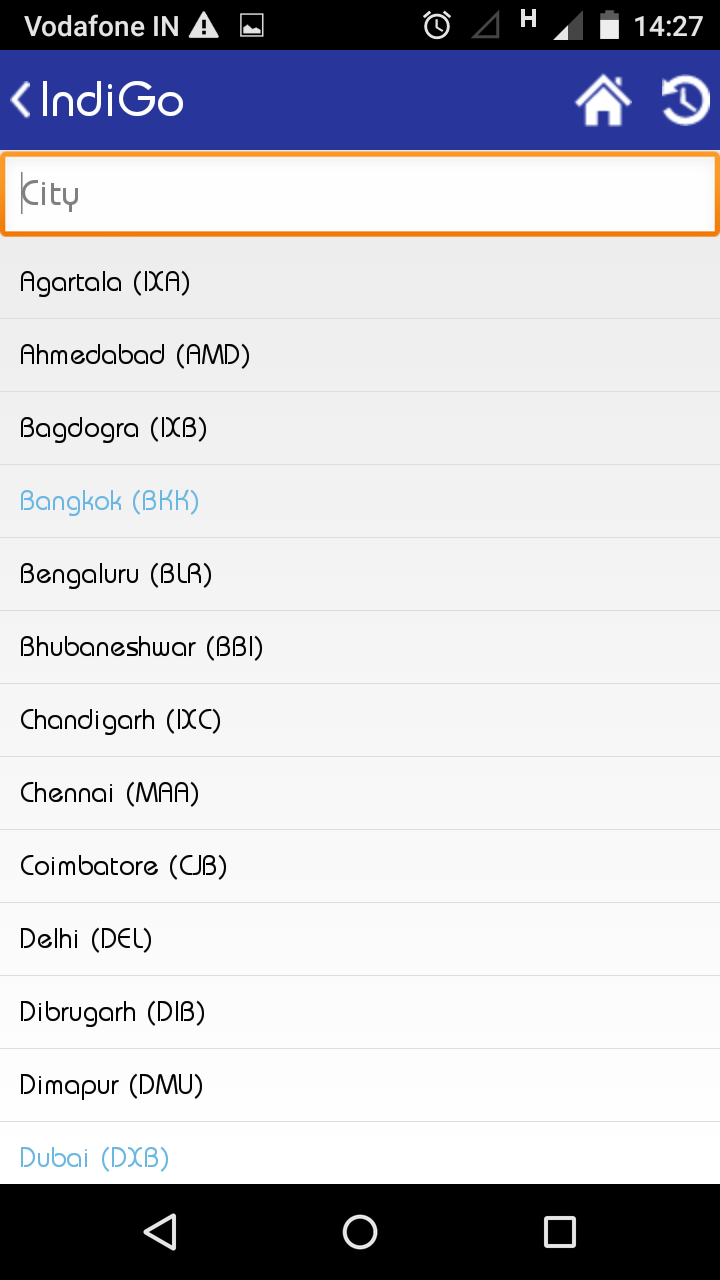 Vodafone IN
H
14:27
IndiGo
City
Agartala (IXA)
Ahmedabad (AMD)
Bagdogra (IXB)
Bangkok (BKK)
Bengaluru (BLR)
Bhubaneshwar (BBI)
Chandigarh (IXC)
Chennai (MAA)
Coimbatore (CJB)
Delhi (DEL)
Dibrugarh (DIB)
Dimapur (DMU)
Dubai (DXB)